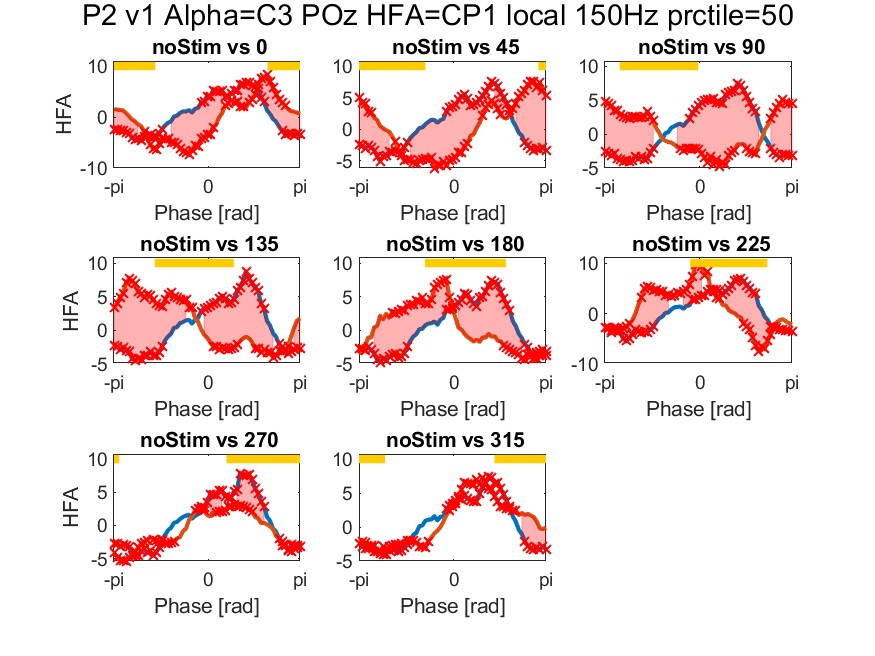 P2 v1 Alpha=C3 POz HFA=CP1 local 150Hz prctile=50
noStim vs 0
noStim vs 45
noStim vs 90
10
0
-10
HFA
-pi
0
pi
Phase [rad]
10
5
0
-5
-pi
0
pi
Phase [rad]
10
5
0
-5
-pi
0
pi
Phase [rad]
noStim vs 135
noStim vs 180
noStim vs 225
10
5
0
-5
HFA
-pi
0
pi
Phase [rad]
10
5
0
-5
-pi
0
pi
Phase [rad]
10
0
-10
-pi
0
pi
Phase [rad]
noStim vs 270
noStim vs 315
10
5
0
-5
HFA
-pi
0
pi
Phase [rad]
10
5
0
-5
-pi
0
pi
Phase [rad]